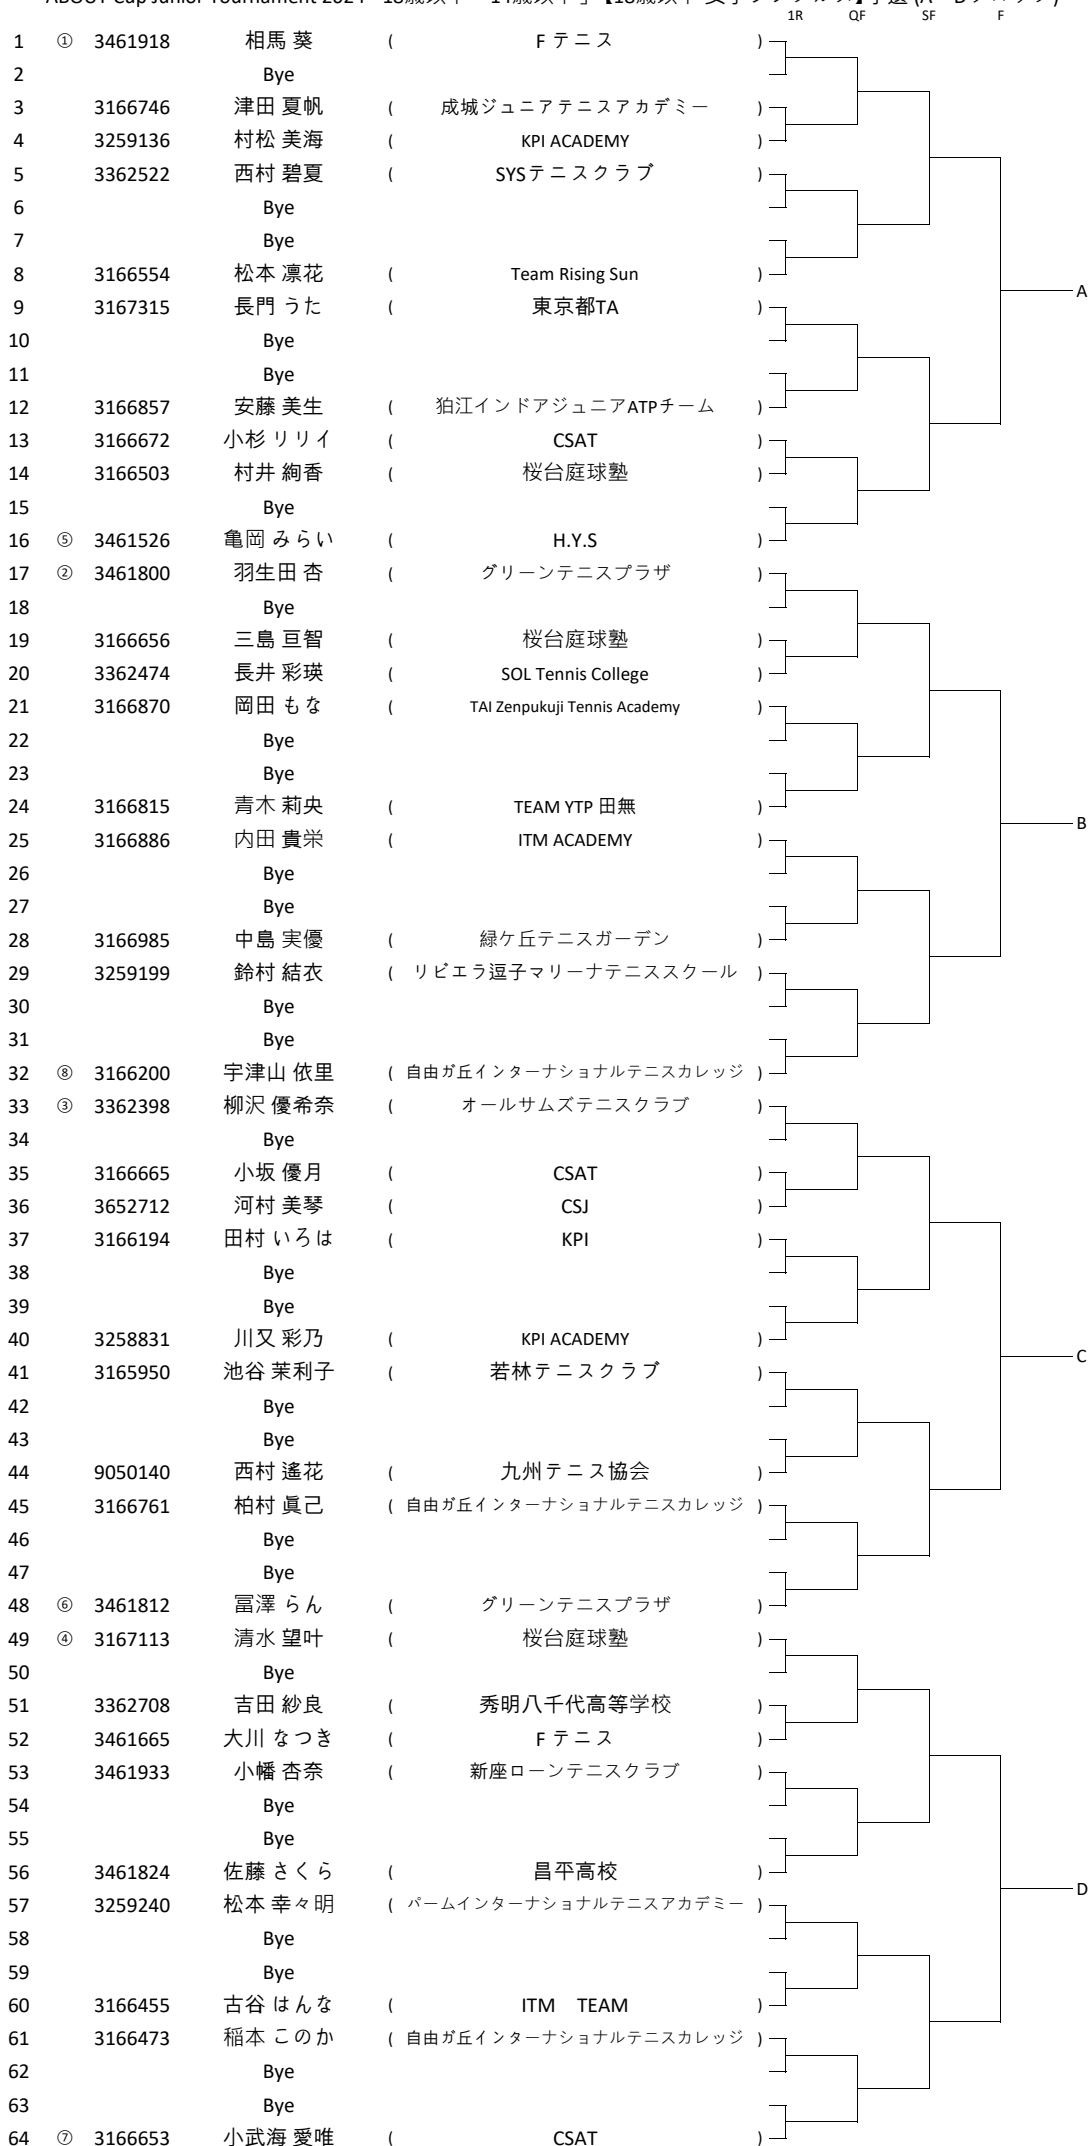 1R QF SF F
1 ① 3461918 相馬 葵 ( F テニス )
2 Bye
3 3166746 津田 夏帆 ( 成城ジュニアテニスアカデミー )
4 3259136 村松 美海 ( KPI ACADEMY )
5 3362522 西村 碧夏 ( SYSテニスクラブ )
6 Bye
7 Bye
8 3166554 松本 凛花 ( Team Rising Sun )
9 3167315 長門 うた ( 東京都TA )
A
10 Bye
11 Bye
12 3166857 安藤 美生 ( 狛江インドアジュニアATPチーム )
13 3166672 小杉 リリイ ( CSAT )
14 3166503 村井 絢香 ( 桜台庭球塾 )
15 Bye
16 ⑤ 3461526 亀岡 みらい ( H.Y.S )
17 ② 3461800 羽生田 杏 ( グリーンテニスプラザ )
18 Bye
19 3166656 三島 亘智 ( 桜台庭球塾 )
20 3362474 長井 彩瑛 ( SOL Tennis College )
21 3166870 岡田 もな ( TAI Zenpukuji Tennis Academy )
22 Bye
23 Bye
24 3166815 青木 莉央 ( TEAM YTP 田無 )
B
25 3166886 内田 貴栄 ( ITM ACADEMY )
26 Bye
27 Bye
28 3166985 中島 実優 ( 緑ケ丘テニスガーデン )
29 3259199 鈴村 結衣 ( リビエラ逗子マリーナテニススクール )
30 Bye
31 Bye
32 ⑧ 3166200 宇津山 依里 ( 自由ガ丘インターナショナルテニスカレッジ )
33 ③ 3362398 柳沢 優希奈 ( オールサムズテニスクラブ )
34 Bye
35 3166665 小坂 優月 ( CSAT )
36 3652712 河村 美琴 ( CSJ )
37 3166194 田村 いろは ( KPI )
38 Bye
39 Bye
40 3258831 川又 彩乃 ( KPI ACADEMY )
C
41 3165950 池谷 茉利子 ( 若林テニスクラブ )
42 Bye
43 Bye
44 9050140 西村 遙花 ( 九州テニス協会 )
45 3166761 柏村 眞己 ( 自由ガ丘インターナショナルテニスカレッジ )
46 Bye
47 Bye
48 ⑥ 3461812 冨澤 らん ( グリーンテニスプラザ )
49 ④ 3167113 清水 望叶 ( 桜台庭球塾 )
50 Bye
51 3362708 吉田 紗良 ( 秀明八千代高等学校 )
52 3461665 大川 なつき ( F テニス )
53 3461933 小幡 杏奈 ( 新座ローンテニスクラブ )
54 Bye
55 Bye
56 3461824 佐藤 さくら ( 昌平高校 )
D
57 3259240 松本 幸々明 ( パームインターナショナルテニスアカデミー )
58 Bye
59 Bye
60 3166455 古谷 はんな ( ITM　TEAM )
61 3166473 稲本 このか ( 自由ガ丘インターナショナルテニスカレッジ )
62 Bye
63 Bye
64 ⑦ 3166653 小武海 愛唯 ( CSAT )